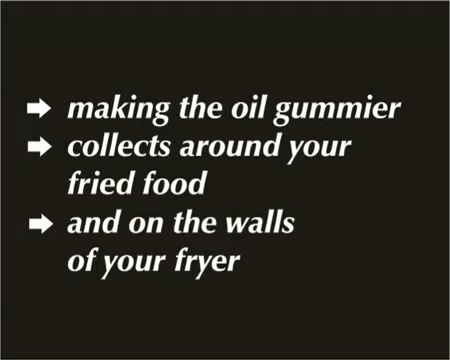 ➡ making the oil gummier
➡ collects around your
fried food
➡ and on the walls
of your fryer